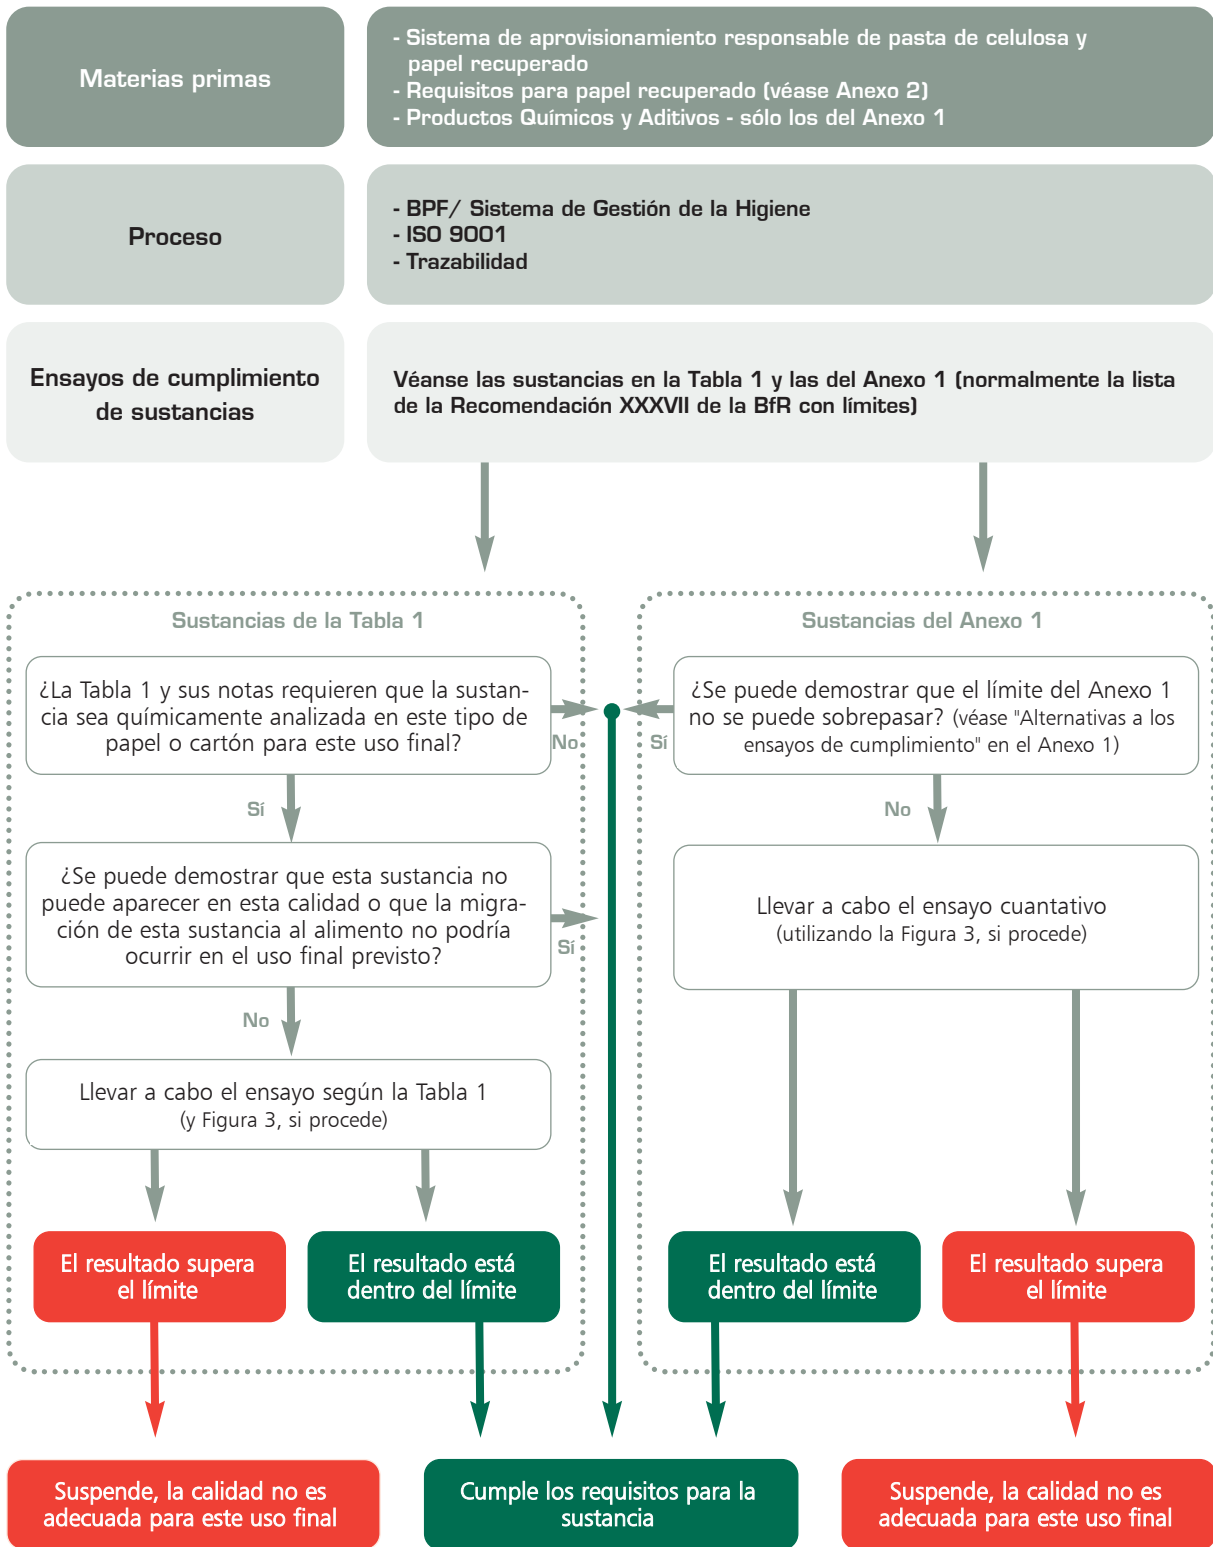 Materias primas
- Sistema de aprovisionamiento responsable de pasta de celulosa y
papel recuperado
- Requisitos para papel recuperado (véase Anexo 2)
- Productos Químicos y Aditivos - sólo los del Anexo 1
Proceso
- BPF/ Sistema de Gestión de la Higiene
- ISO 9001
- Trazabilidad
Ensayos de cumplimiento
de sustancias
Véanse las sustancias en la Tabla 1 y las del Anexo 1 (normalmente la lista
de la Recomendación XXXVII de la BfR con límites)
Sustancias de la Tabla 1
¿La Tabla 1 y sus notas requieren que la sustan-
cia sea químicamente analizada en este tipo de
papel o cartón para este uso final?
No
Sí
¿Se puede demostrar que esta sustancia no
puede aparecer en esta calidad o que la migra-
ción de esta sustancia al alimento no podría
ocurrir en el uso final previsto?
Sí
No
Llevar a cabo el ensayo según la Tabla 1
(y Figura 3, si procede)
El resultado supera
el límite
El resultado está
dentro del límite
Sustancias del Anexo 1
¿Se puede demostrar que el límite del Anexo 1
no se puede sobrepasar? (véase "Alternativas a los
ensayos de cumplimiento" en el Anexo 1)
Sí
No
Llevar a cabo el ensayo cuantativo
(utilizando la Figura 3, si procede)
El resultado está
dentro del límite
El resultado supera
el límite
Suspende, la calidad no es
adecuada para este uso final
Cumple los requisitos para la
sustancia
Suspende, la calidad no es
adecuada para este uso final